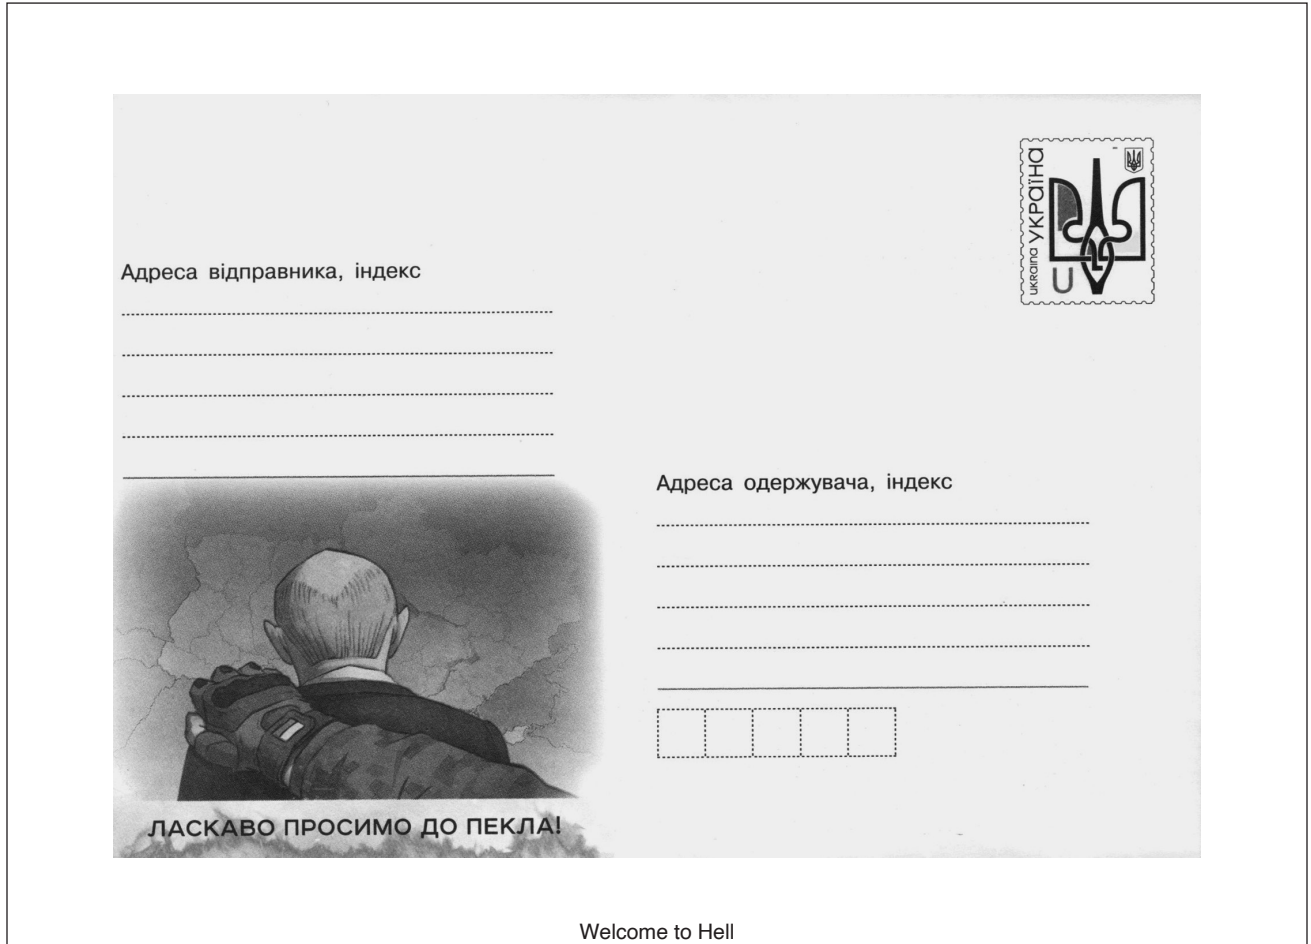 ukraina УКРАЇНА
U
Адреса відправника, індекс
Адреса одержувача, індекс
ЛАСКАВО ПРОСИМО ДО ПЕКЛА!
Welcome to Hell